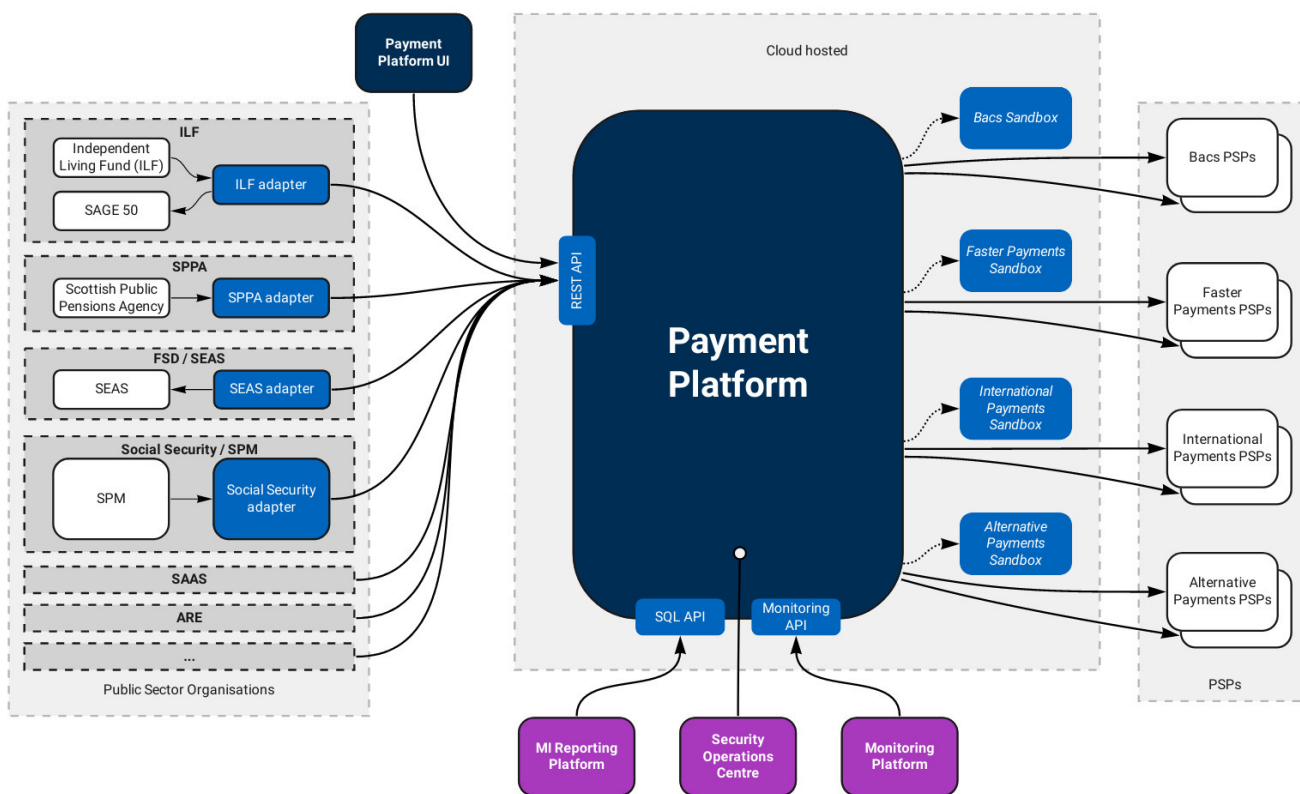 Payment
Platform UI
Cloud hosted
ILF
Independent
Living Fund (ILF)
ILF adapter
SAGE 50
SPPA
Scottish Public
Pensions Agency
SPPA adapter
FSD / SEAS
SEAS
SEAS adapter
Social Security / SPM
SPM
Social Security
adapter
SAAS
ARE
...
Public Sector Organisations
REST API
Payment
Platform
SQL API
Monitoring
API
Bacs Sandbox
Faster Payments
Sandbox
International
Payments
Sandbox
Alternative
Payments
Sandbox
Bacs PSPs
Faster
Payments PSPs
International
Payments PSPs
Alternative
Payments PSPs
PSPs
MI Reporting
Platform
Security
Operations
Centre
Monitoring
Platform